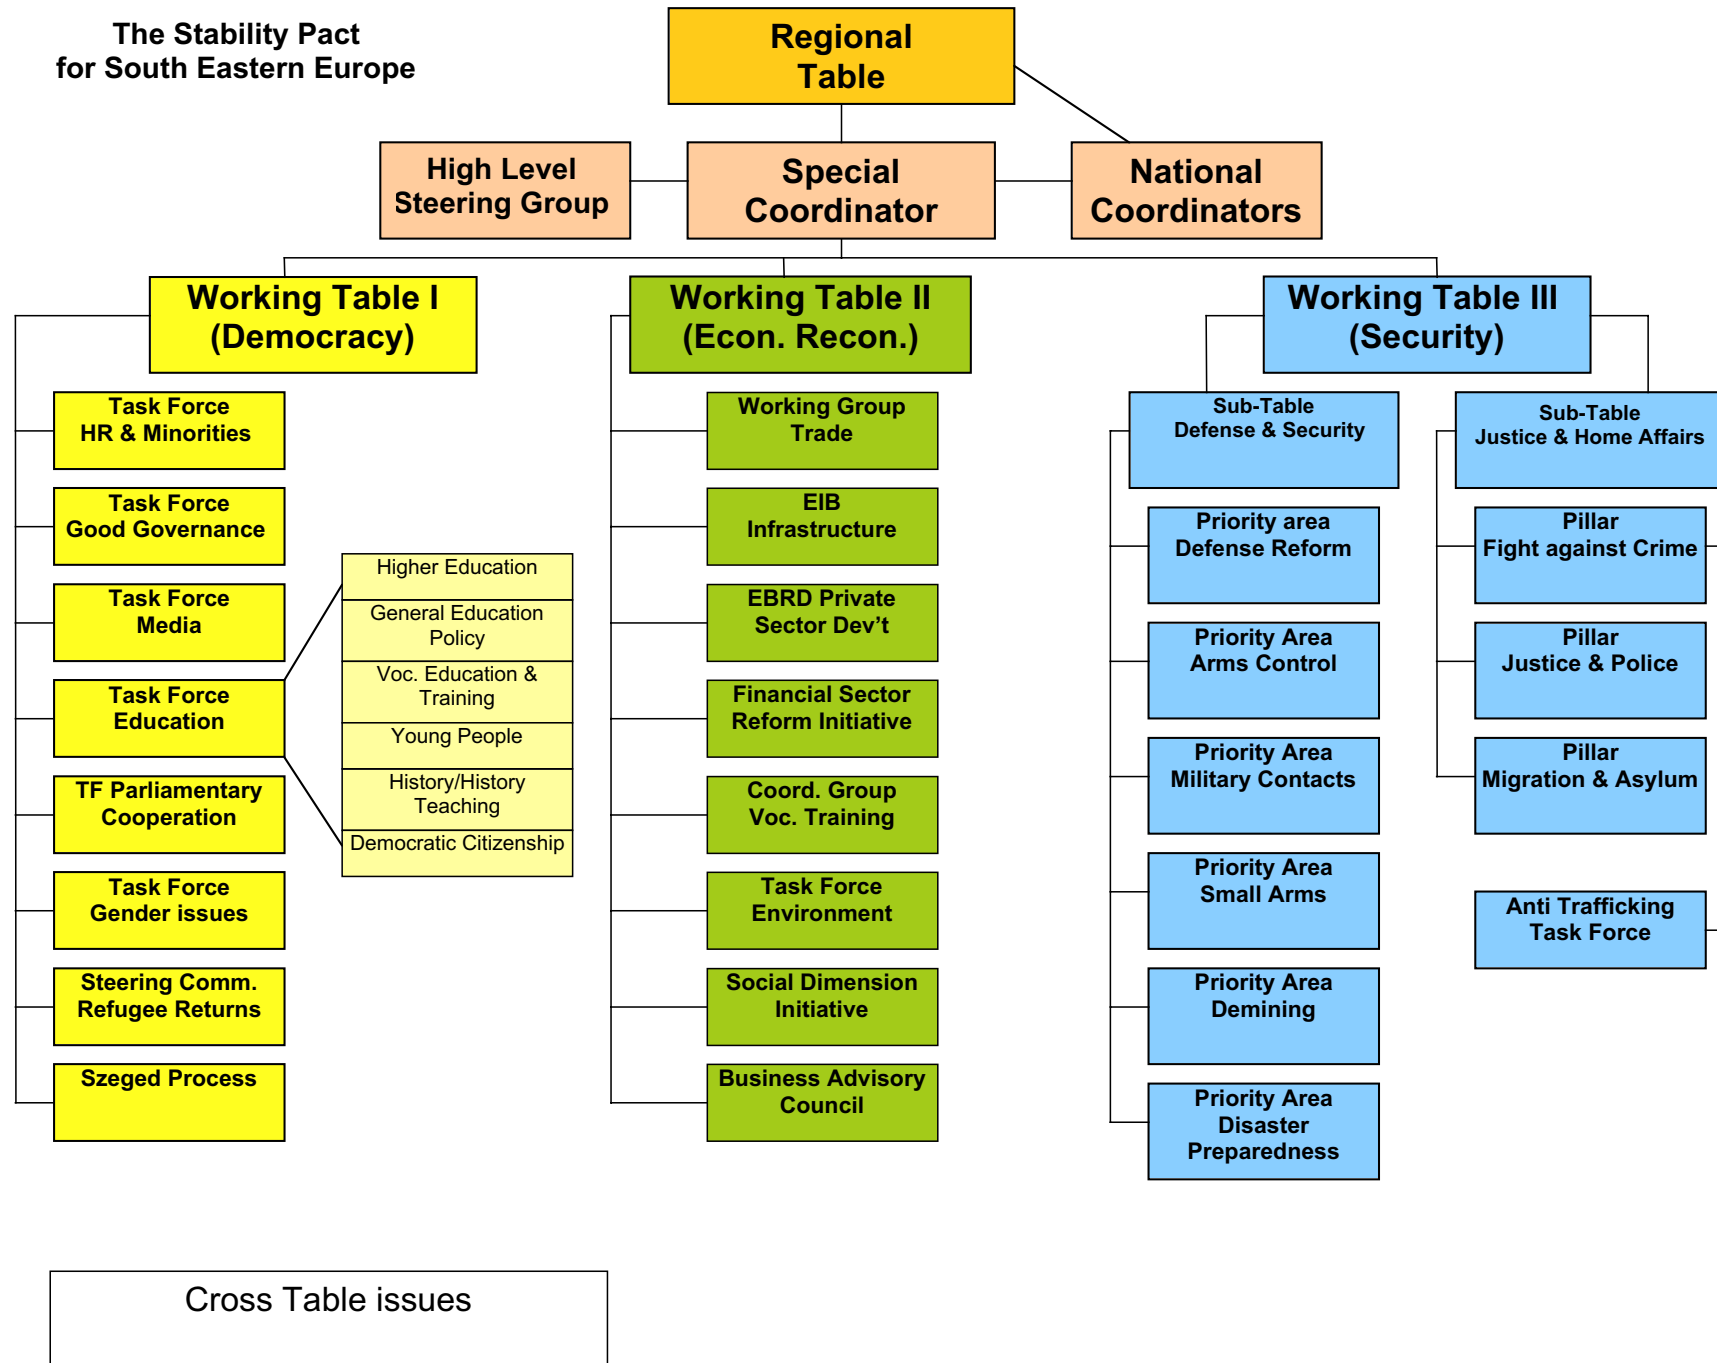 The Stability Pact
for South Eastern Europe
Regional
Table
High Level
Steering Group
Special
Coordinator
National
Coordinators
Working Table I
(Democracy)
Working Table II
(Econ. Recon.)
Working Table III
(Security)
Task Force
HR & Minorities
Task Force
Good Governance
Task Force
Media
Task Force
Education
TF Parliamentary
Cooperation
Task Force
Gender issues
Steering Comm.
Refugee Returns
Szeged Process
Higher Education
General Education
Policy
Voc. Education &
Training
Young People
History/History
Teaching
Democratic Citizenship
Working Group
Trade
EIB
Infrastructure
EBRD Private
Sector Dev’t
Financial Sector
Reform Initiative
Coord. Group
Voc. Training
Task Force
Environment
Social Dimension
Initiative
Business Advisory
Council
Sub-Table
Defense & Security
Priority area
Defense Reform
Priority Area
Arms Control
Priority Area
Military Contacts
Priority Area
Small Arms
Priority Area
Demining
Priority Area
Disaster
Preparedness
Sub-Table
Justice & Home Affairs
Pillar
Fight against Crime
Pillar
Justice & Police
Pillar
Migration & Asylum
Anti Trafficking
Task Force
Cross Table issues